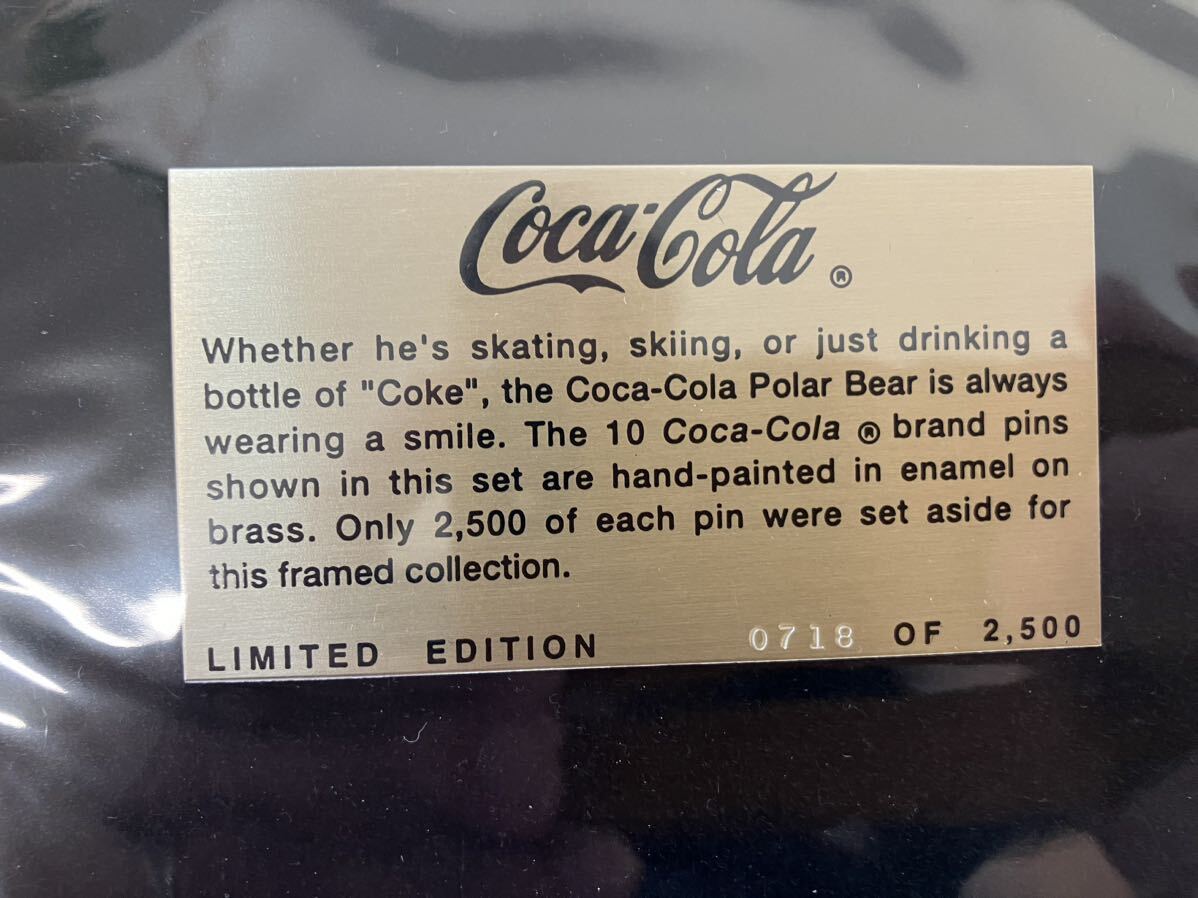 Coca-Cola ®
Whether he's skating, skiing, or just drinking a
bottle of "Coke", the Coca-Cola Polar Bear is always
wearing a smile. The 10 Coca-Cola ® brand pins
shown in this set are hand-painted in enamel on
brass. Only 2,500 of each pin were set aside for
this framed collection.
LIMITED EDITION 0718 OF 2,500